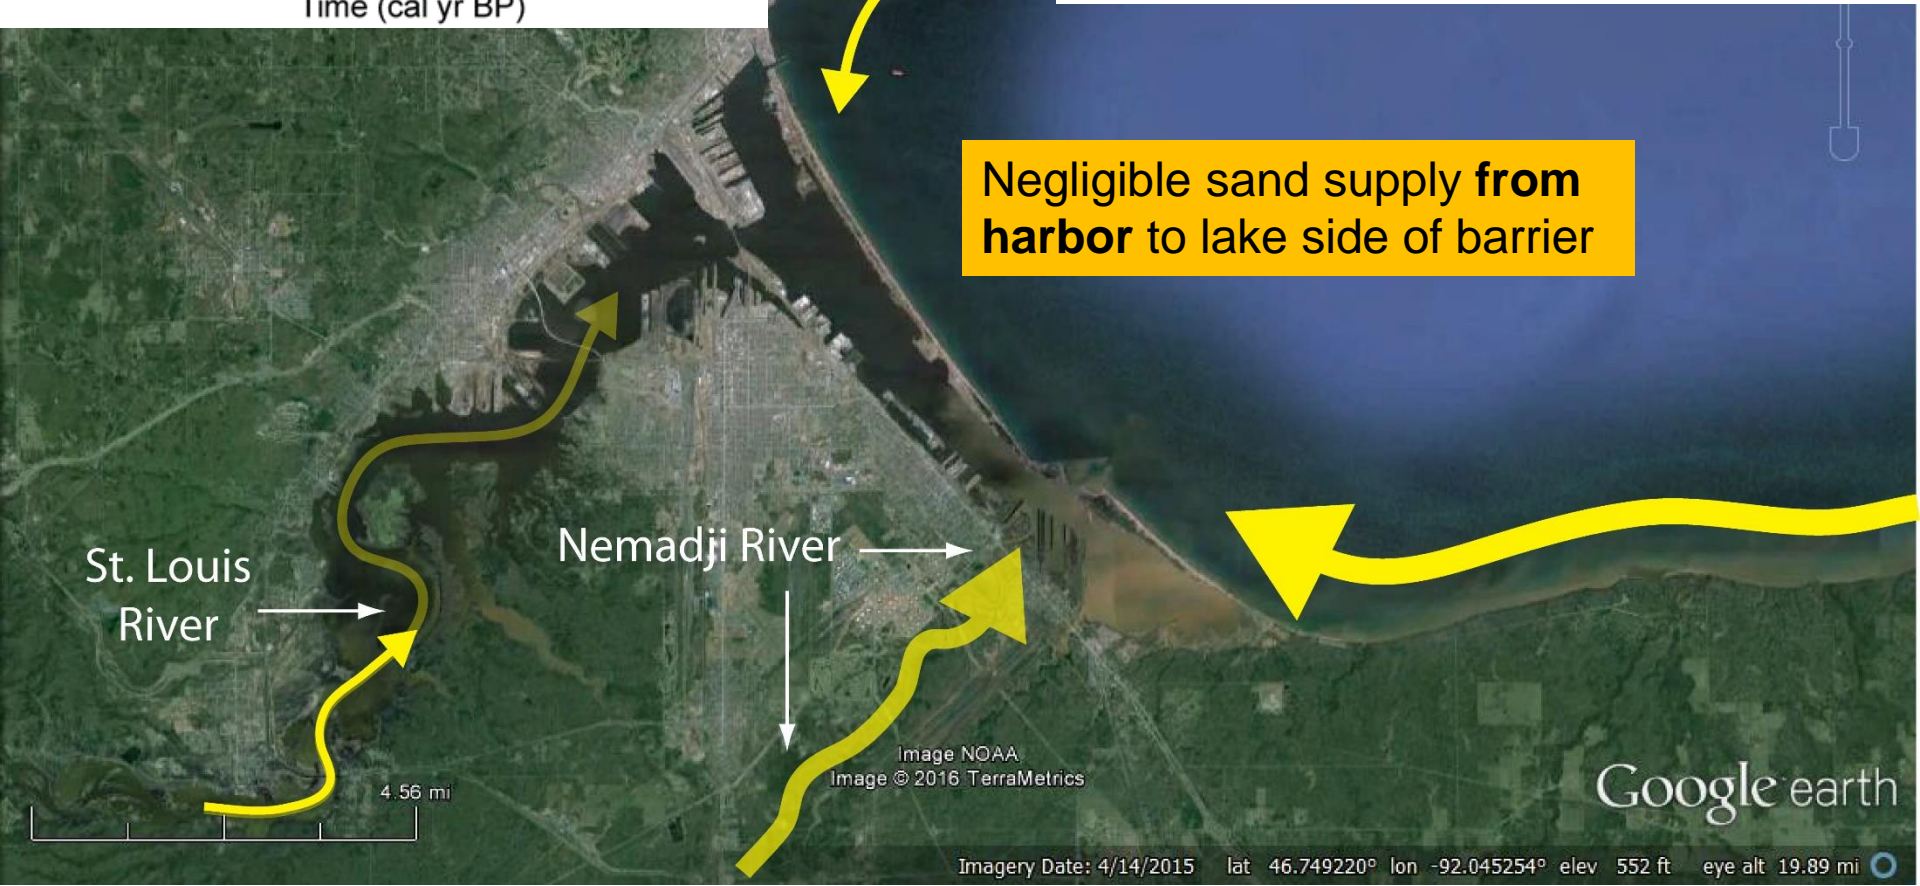 Time (cal yr BP)
Negligible sand supply from
harbor to lake side of barrier
Nemadji River
St. Louis
River
Image NOAA
Image © 2016 TerraMetrics
4.56 mi
Google earth
Imagery Date: 4/14/2015 lat 46.749220° lon -92.045254° elev 552 ft eye alt 19.89 mi